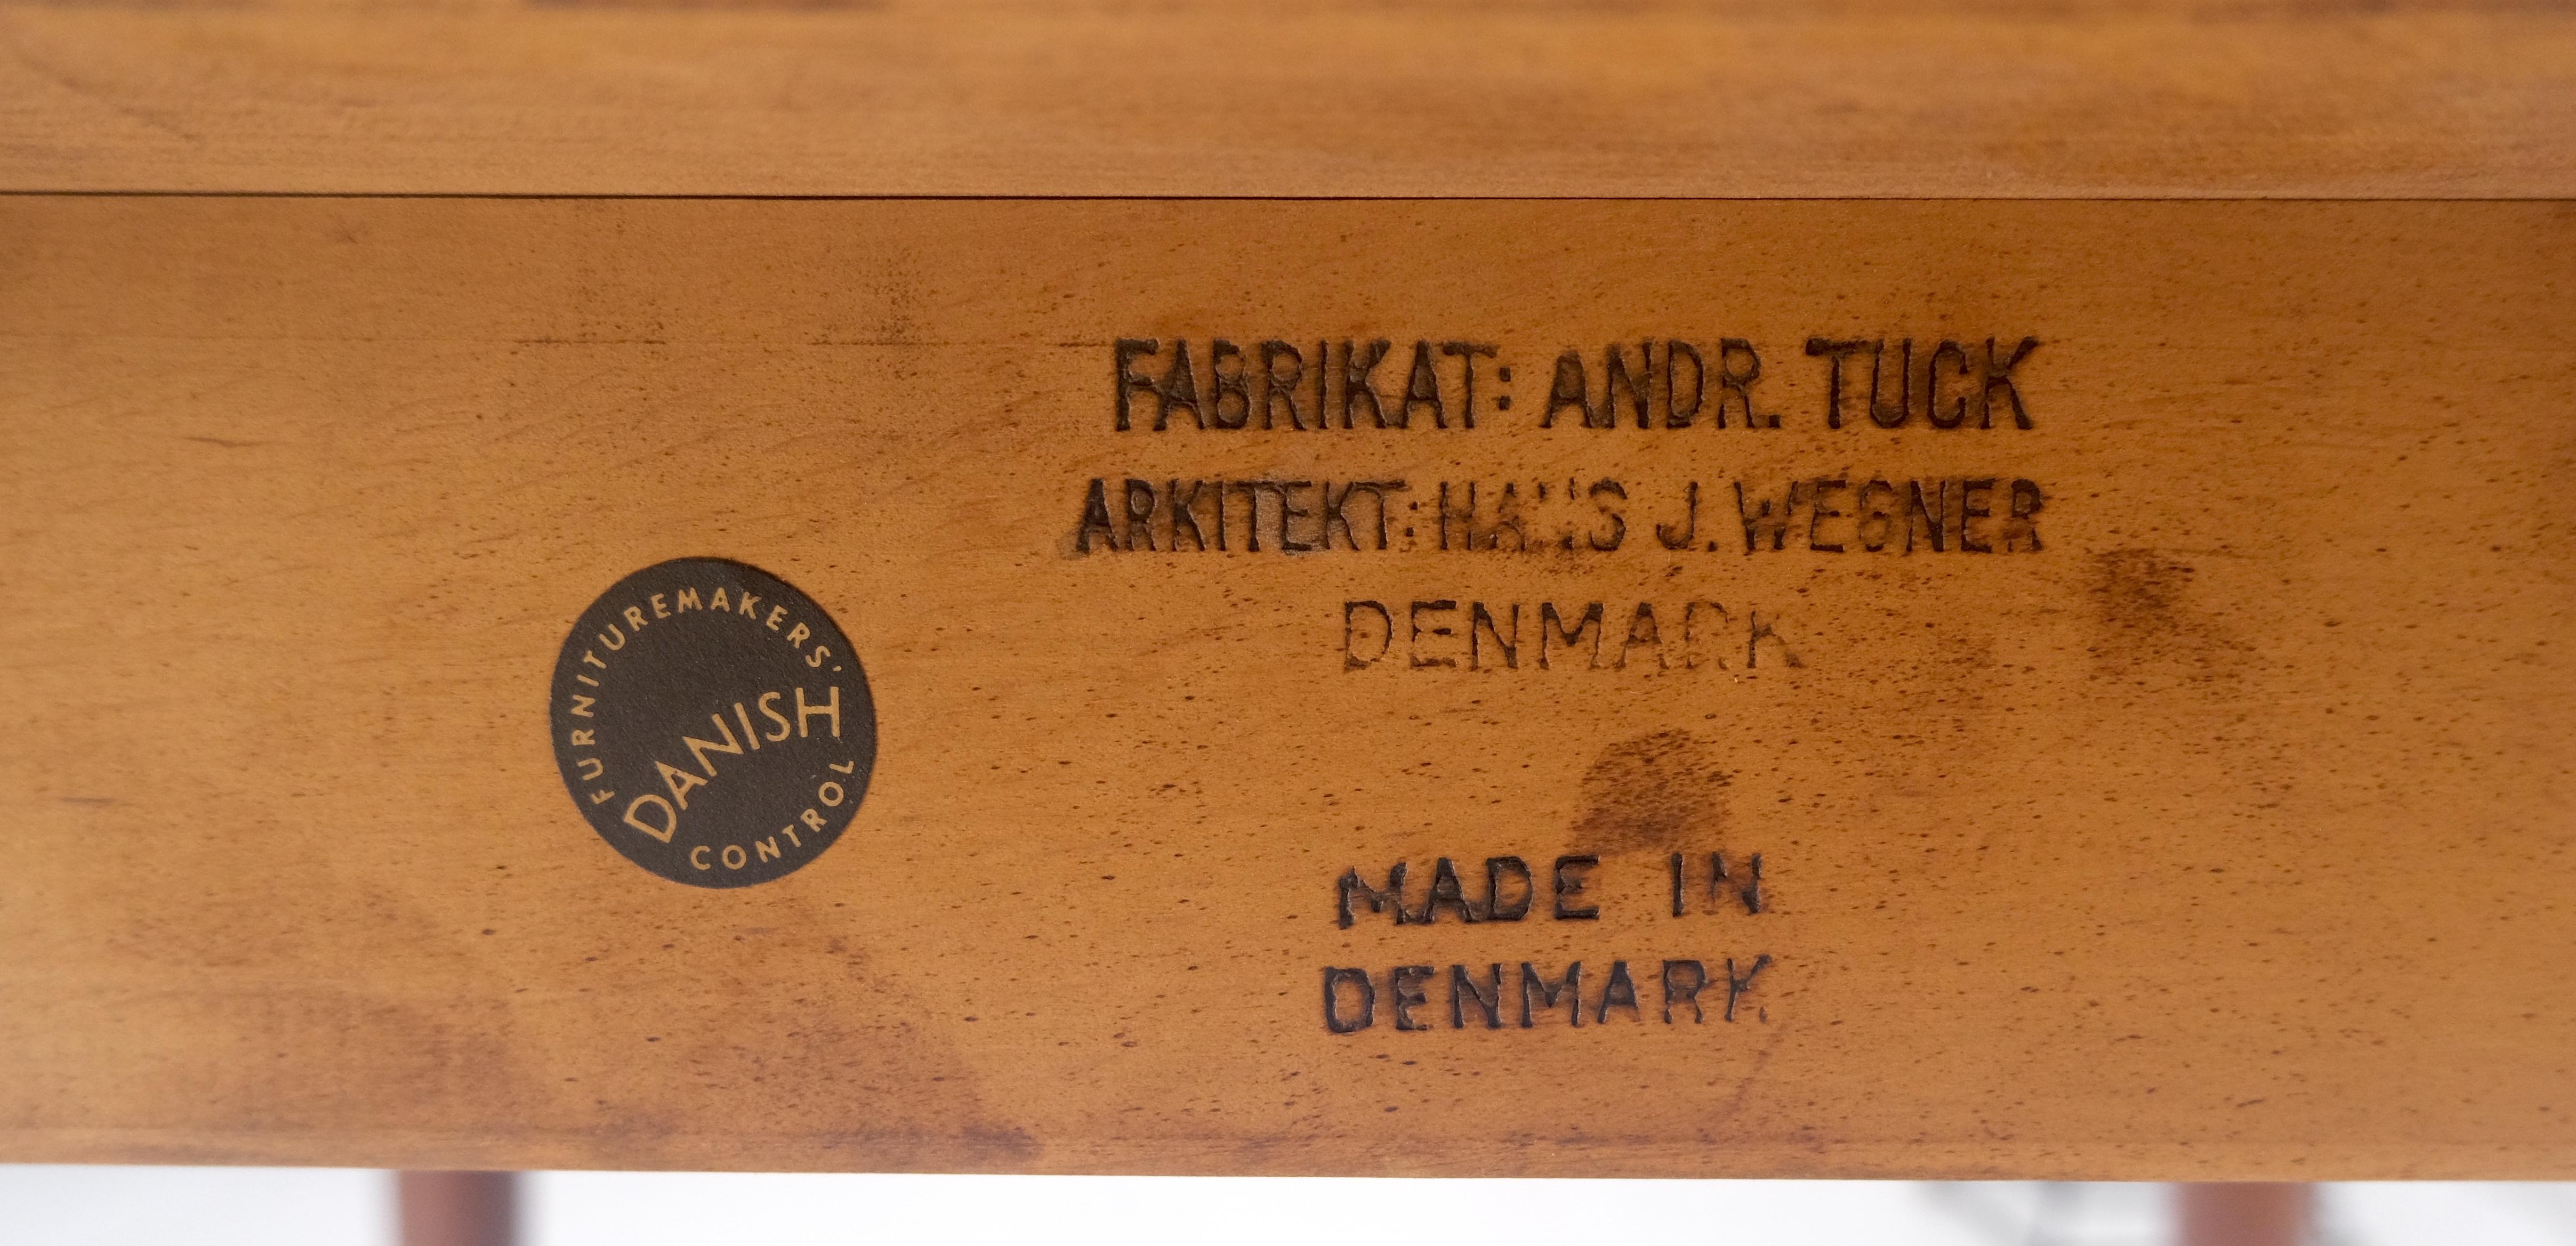 FABRIKAT: ANDR. TUCK
ARKITEKT: HANS J. WEGNER
DENMARK
FURNITUREMAKERS'
DANISH
CONTROL
MADE IN
DENMARK